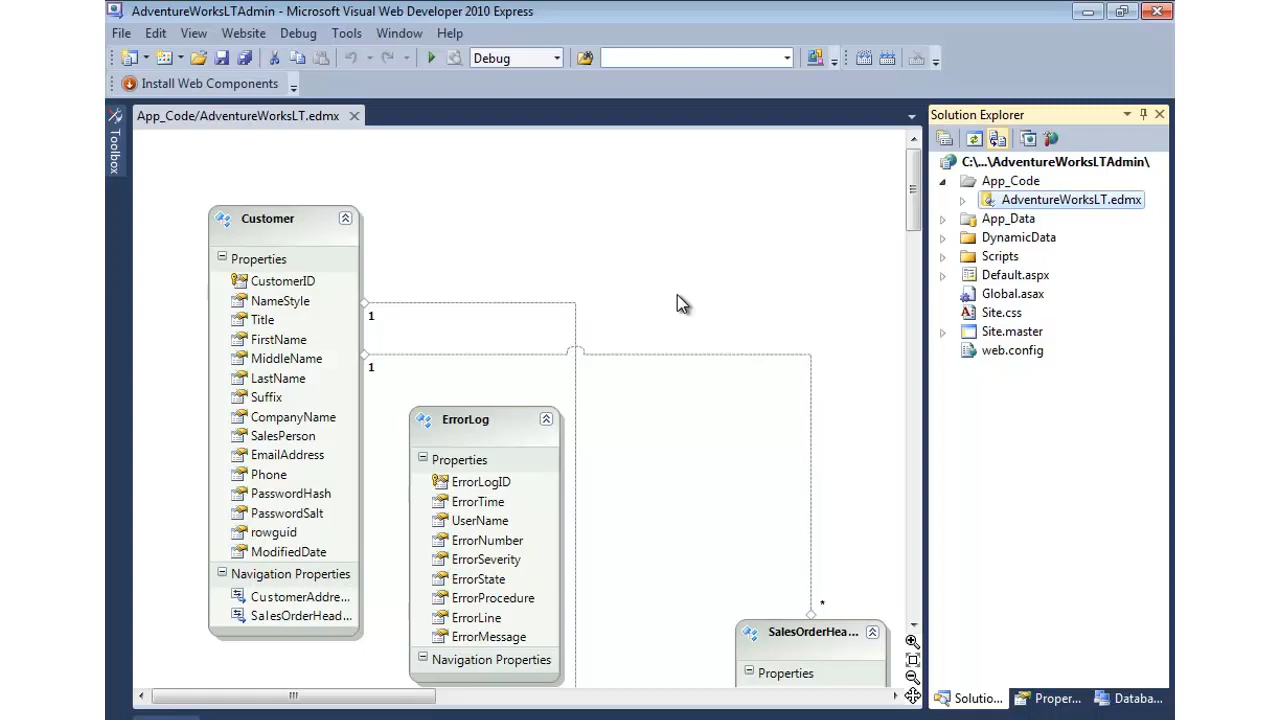 AdventureWorksLTAdmin - Microsoft Visual Web Developer 2010 Express
File Edit View Website Debug Tools Window Help
Debug
Install Web Components
Toolbox
App_Code/AdventureWorksLT.edmx
Customer
Properties
CustomerID
NameStyle
Title
FirstName
MiddleName
LastName
Suffix
CompanyName
SalesPerson
EmailAddress
Phone
PasswordHash
PasswordSalt
rowguid
ModifiedDate
Navigation Properties
CustomerAddre...
SalesOrderHead...
1
1
ErrorLog
Properties
ErrorLogID
ErrorTime
UserName
ErrorNumber
ErrorSeverity
ErrorState
ErrorProcedure
ErrorLine
ErrorMessage
Navigation Properties
*
SalesOrderHea...
Properties
Solution Explorer
C:\...\AdventureWorksLTAdmin\
App_Code
AdventureWorksLT.edmx
App_Data
DynamicData
Scripts
Default.aspx
Global.asax
Site.css
Site.master
web.config
Solutio... Proper... Databa...